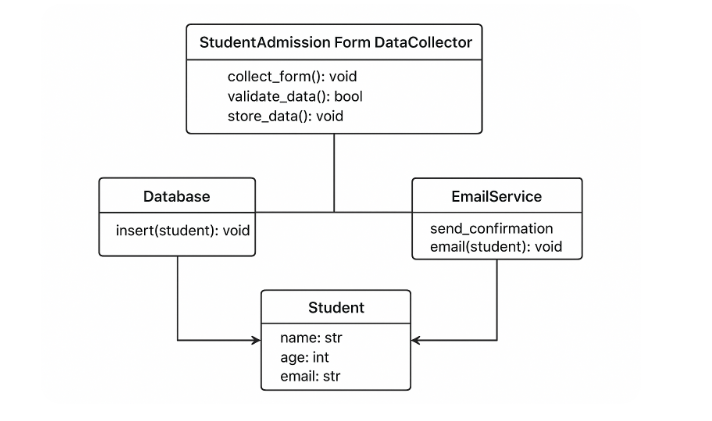 StudentAdmission Form DataCollector
collect_form(): void
validate_data(): bool
store_data(): void
Database
insert(student): void
EmailService
send_confirmation
email(student): void
Student
name: str
age: int
email: str